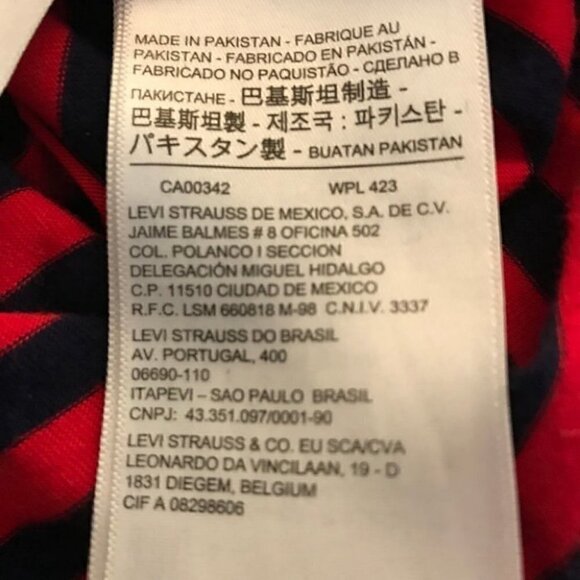 MADE IN PAKISTAN - FABRIQUE AU
PAKISTAN - FABRICADO EN PAKISTÁN -
FABRICADO NO PAQUISTÃO - СДЕЛАНО В
ПАКИСТАНЕ - 巴基斯坦制造 -
巴基斯坦製 - 제조국 : 파키스탄 -
パキスタン製 - BUATAN PAKISTAN
CA00342 WPL 423
LEVI STRAUSS DE MEXICO, S.A. DE C.V.
JAIME BALMES # 8 OFICINA 502
COL. POLANCO I SECCION
DELEGACIÓN MIGUEL HIDALGO
C.P. 11510 CIUDAD DE MEXICO
R.F.C. LSM 660818 M-98 C.N.I.V. 3337
LEVI STRAUSS DO BRASIL
AV. PORTUGAL, 400
06690-110
ITAPEVI – SAO PAULO BRASIL
CNPJ: 43.351.097/0001-90
LEVI STRAUSS & CO. EU SCA/CVA
LEONARDO DA VINCILAAN, 19 - D
1831 DIEGEM, BELGIUM
CIF A 08298606